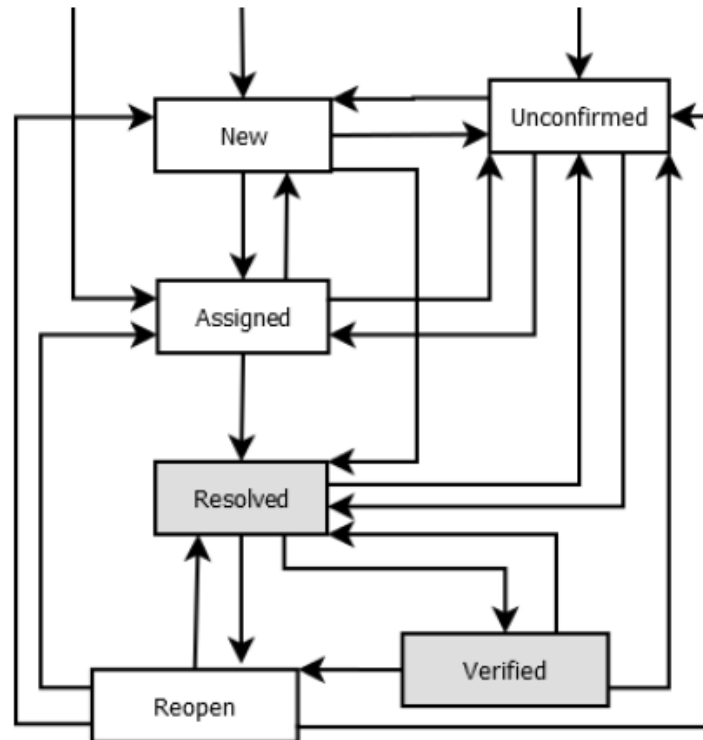 Unconfirmed
New
Assigned
Resolved
Verified
Reopen